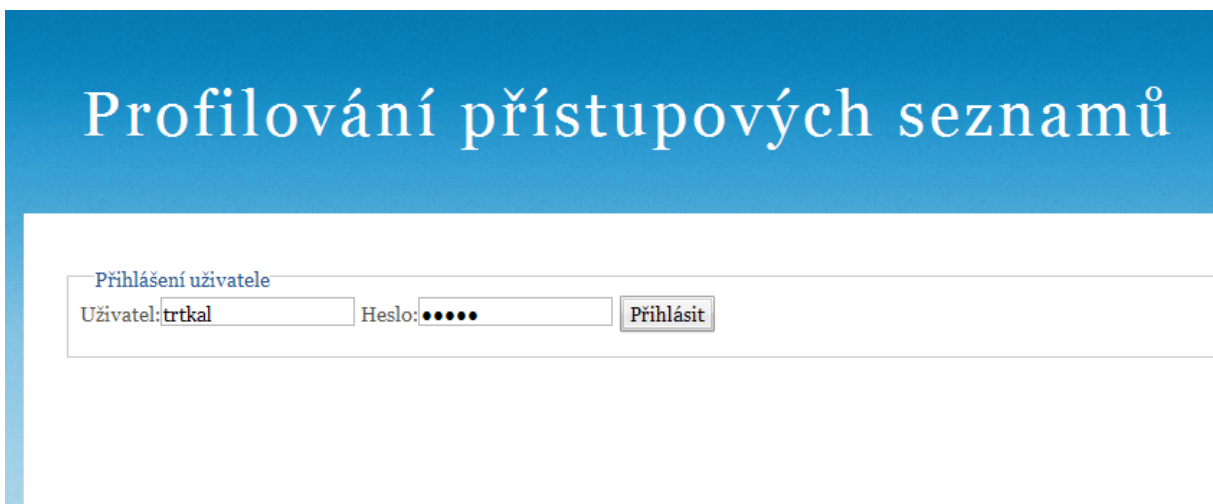 Profilování přístupových seznamů
Přihlášení uživatele
Uživatel: trtkal Heslo: ●●●●● Přihlásit